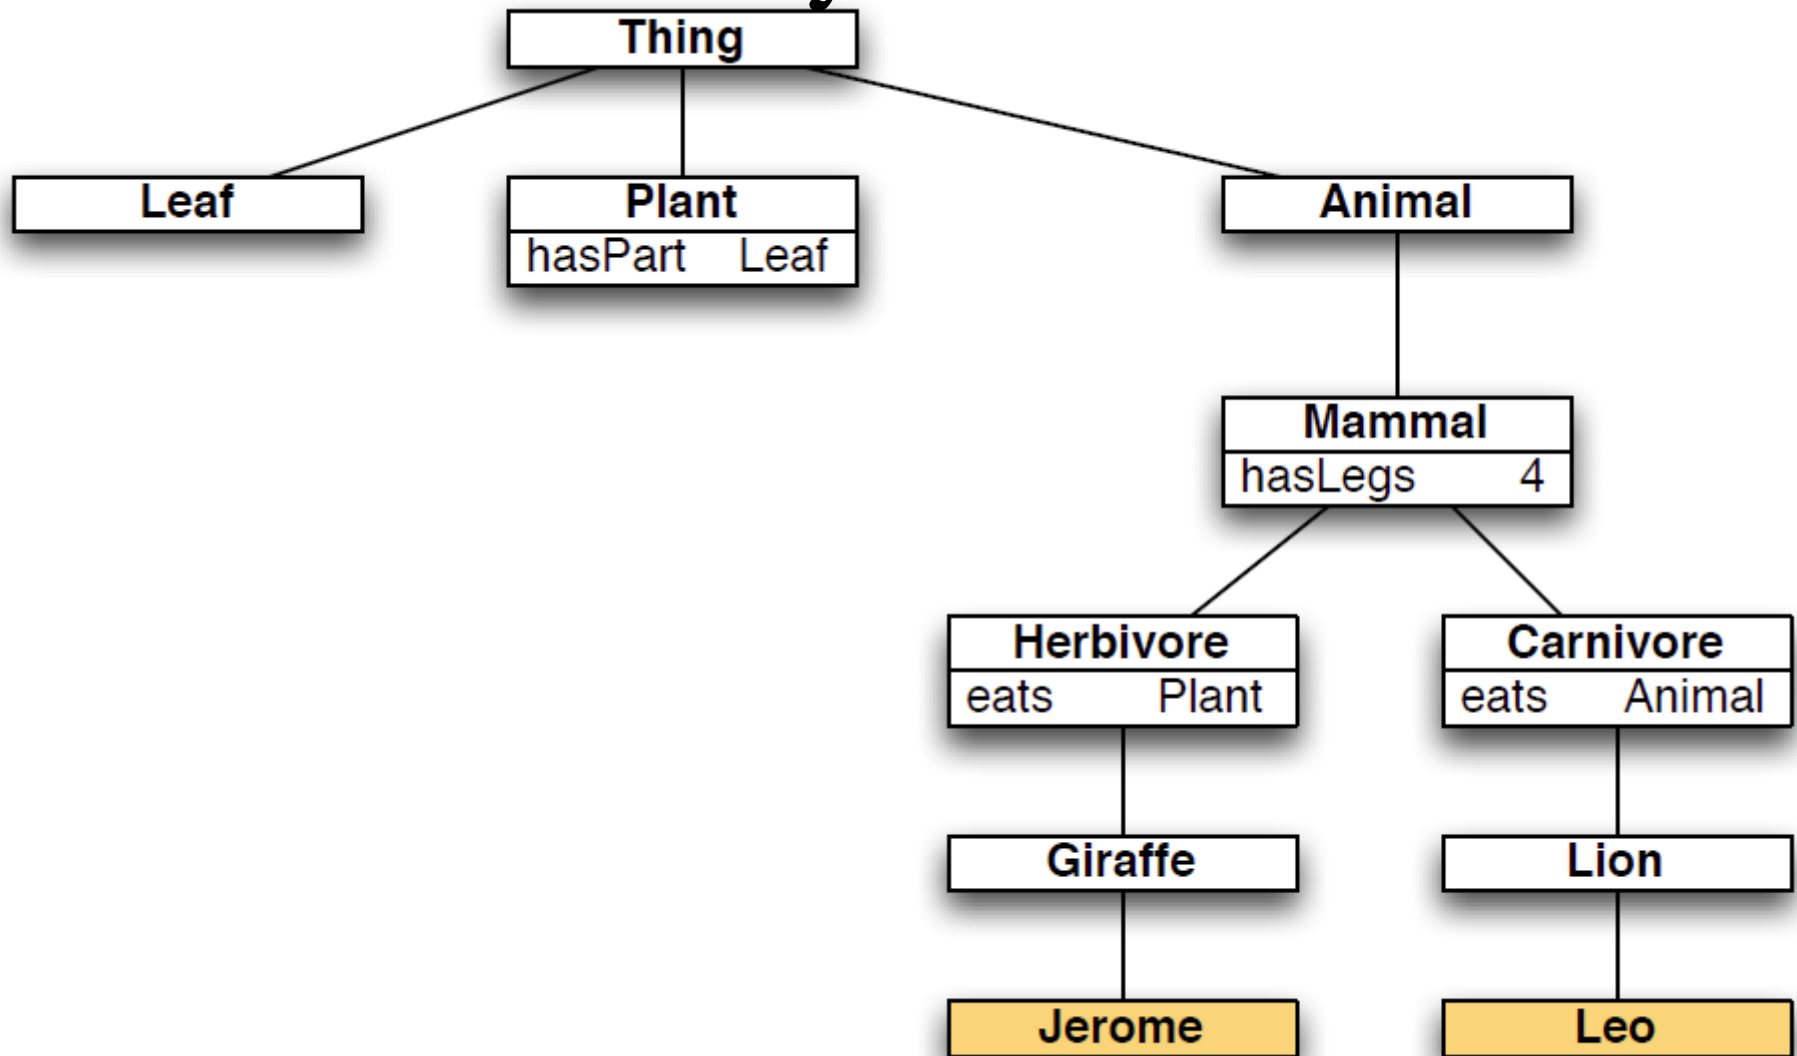 Thing
Leaf
Plant
Animal
hasPart Leaf
Mammal
hasLegs 4
Herbivore
Carnivore
eats Plant
eats Animal
Giraffe
Lion
Jerome
Leo